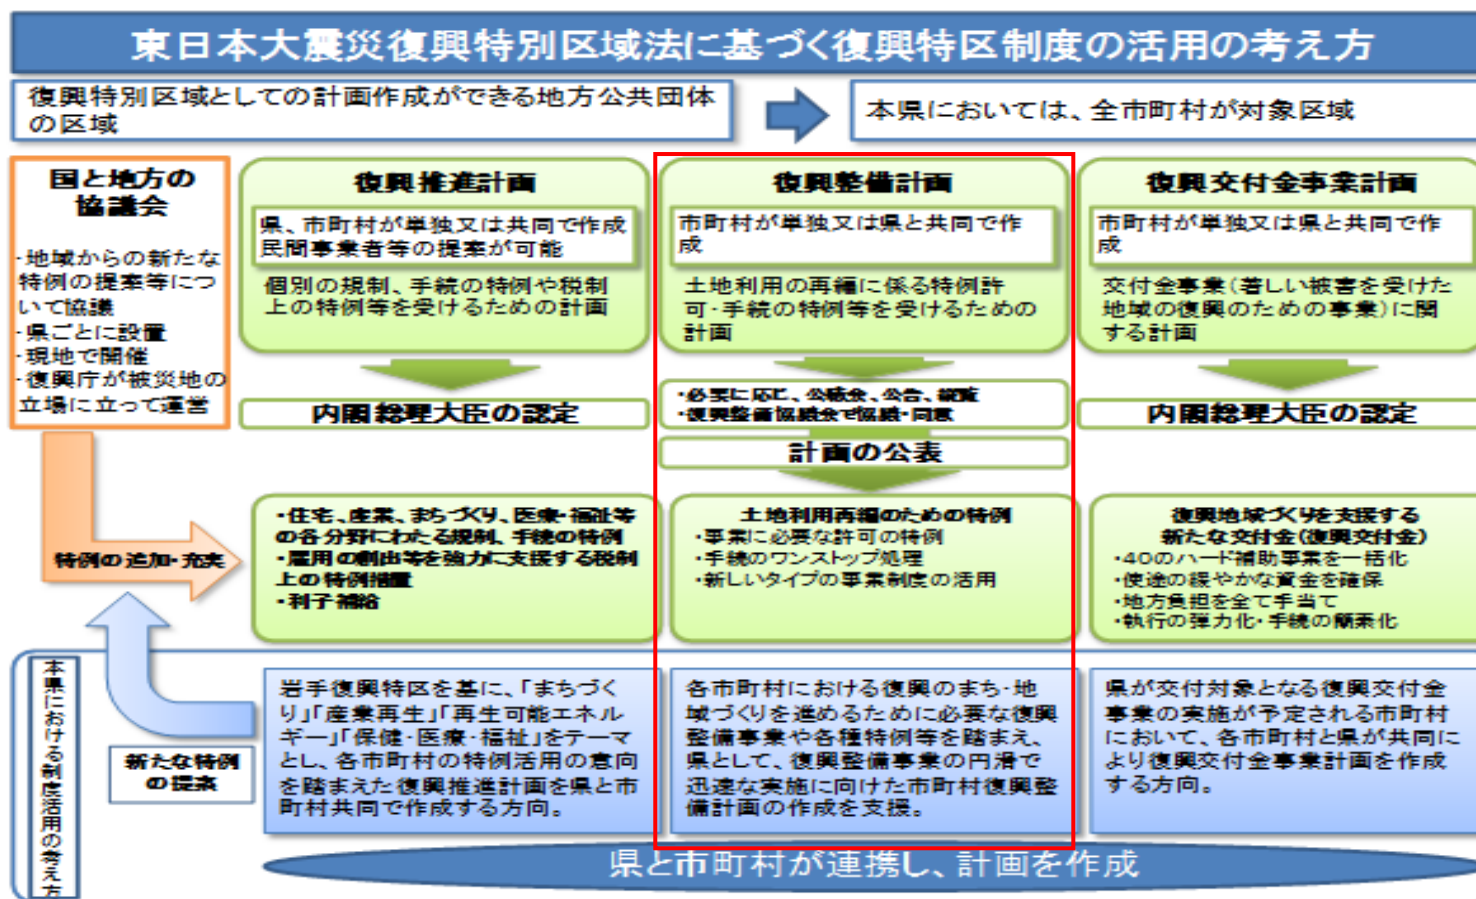 東日本大震災復興特別区域法に基づく復興特区制度の活用の考え方
復興特別区域としての計画作成ができる地方公共団体
の区域
本県においては、全市町村が対象区域
国と地方の
協議会
・地域からの新たな
特例の提案等につ
いて協議
・県ごとに設置
・現地で開催
・復興庁が被災地の
立場に立って運営
復興推進計画
県、市町村が単独又は共同で作成
民間事業者等の提案が可能
個別の規制、手続の特例や税制
上の特例等を受けるための計画
内閣総理大臣の認定
復興整備計画
市町村が単独又は県と共同で作
成
土地利用の再編に係る特例許
可・手続の特例等を受けるための
計画
・必要に応じ、公聴会、公告、縦覧
・復興整備協議会で協議・同意
計画の公表
復興交付金事業計画
市町村が単独又は県と共同で作
成
交付金事業(著しい被害を受けた
地域の復興のための事業)に関
する計画
内閣総理大臣の認定
特例の追加・充実
・住宅、産業、まちづくり、医療・福祉等
の各分野にわたる規制、手続の特例
・雇用の創出等を強力に支援する税制
上の特例措置
・利子補給
土地利用再編のための特例
・事業に必要な許可の特例
・手続のワンストップ処理
・新しいタイプの事業制度の活用
復興地域づくりを支援する
新たな交付金(復興交付金)
・40のハード補助事業を一括化
・使途の緩やかな資金を確保
・地方負担を全て手当て
・執行の弾力化・手続の簡素化
本県における制度活用の考え方
新たな特例
の提案
岩手復興特区を基に、「まちづく
り」「産業再生」「再生可能エネル
ギー」「保健・医療・福祉」をテーマ
とし、各市町村の特例活用の意向
を踏まえた復興推進計画を県と市
町村共同で作成する方向。
各市町村における復興のまち・地
域づくりを進めるために必要な復興
整備事業や各種特例等を踏まえ、
県として、復興整備事業の円滑で
迅速な実施に向けた市町村復興整
備計画の作成を支援。
県が交付対象となる復興交付金
事業の実施が予定される市町村
において、各市町村と県が共同に
より復興交付金事業計画を作成
する方向。
県と市町村が連携し、計画を作成